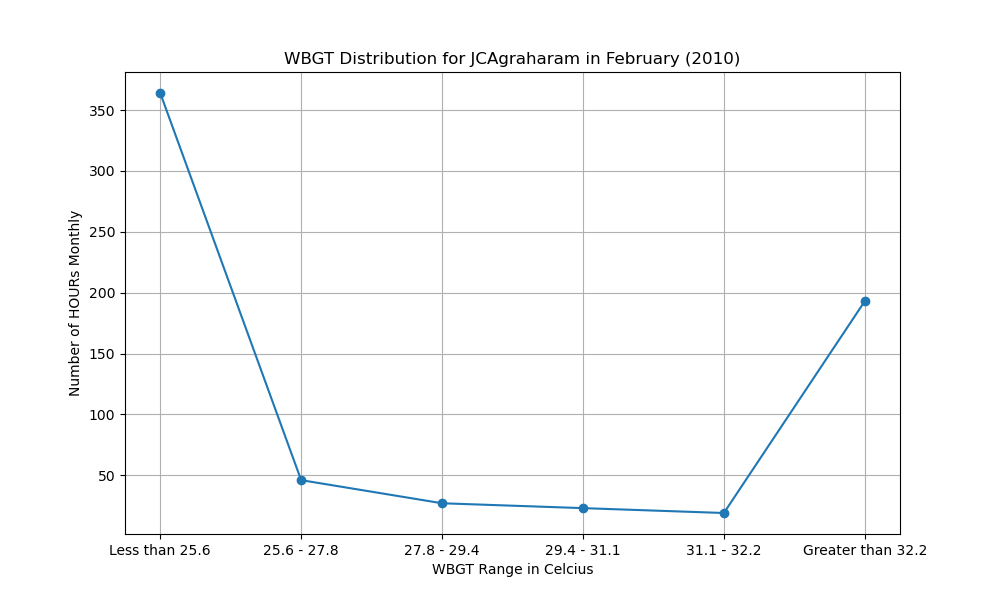 WBGT Distribution for JCAgraharam in February (2010)
Number of HOURs Monthly
350
300
250
200
150
100
50
Less than 25.6
25.6 - 27.8
27.8 - 29.4
29.4 - 31.1
31.1 - 32.2
Greater than 32.2
WBGT Range in Celcius